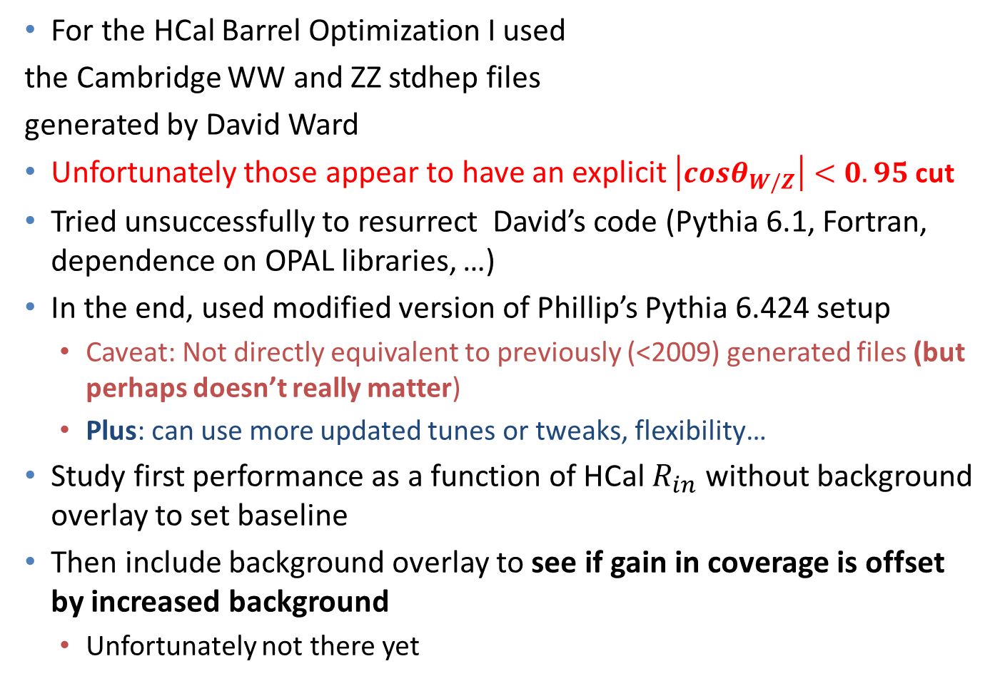 • For the HCal Barrel Optimization I used
the Cambridge WW and ZZ stdhep files
generated by David Ward
• Unfortunately those appear to have an explicit |cosθ_{W/Z}| < 0.95 cut
• Tried unsuccessfully to resurrect David’s code (Pythia 6.1, Fortran,
dependence on OPAL libraries, …)
• In the end, used modified version of Phillip’s Pythia 6.424 setup
• Caveat: Not directly equivalent to previously (<2009) generated files (but
perhaps doesn’t really matter)
• Plus: can use more updated tunes or tweaks, flexibility…
• Study first performance as a function of HCal R_{in} without background
overlay to set baseline
• Then include background overlay to see if gain in coverage is offset
by increased background
• Unfortunately not there yet